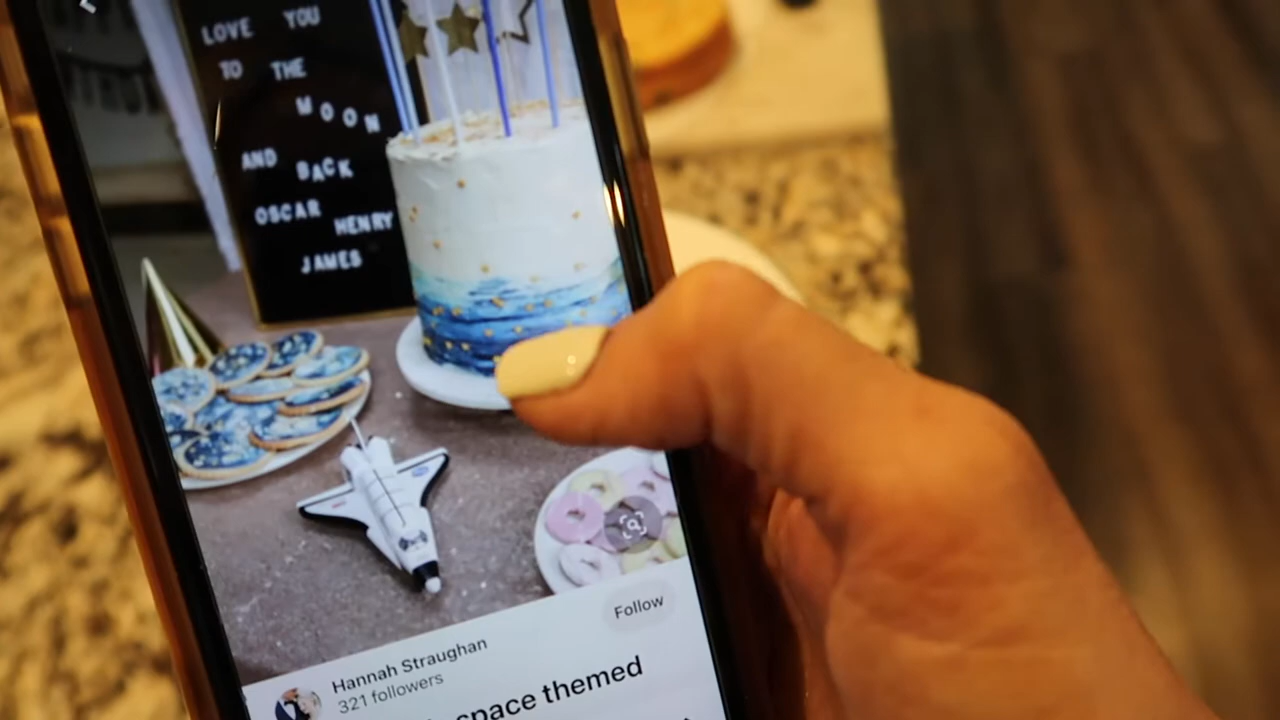 LOVE YOU
TO THE
MOON
AND BACK
OSCAR
HENRY
JAMES
Follow
Hannah Straughan
321 followers
space themed